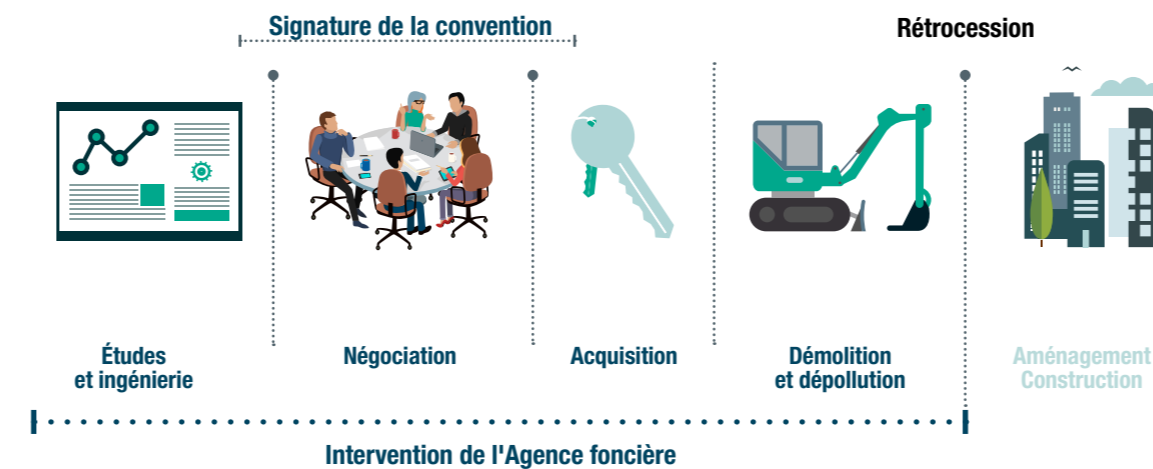 Signature de la convention
Rétrocession
Études
et ingénierie
Négociation
Acquisition
Démolition
et dépollution
Aménagement
Construction
Intervention de l'Agence foncière